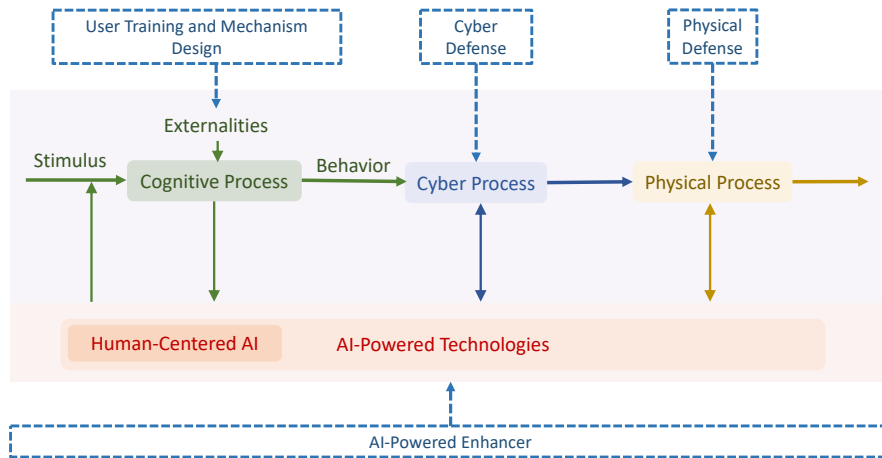 User Training and Mechanism
Design
Cyber
Defense
Physical
Defense
Externalities
Stimulus
Cognitive Process
Behavior
Cyber Process
Physical Process
Human-Centered AI
AI-Powered Technologies
AI-Powered Enhancer